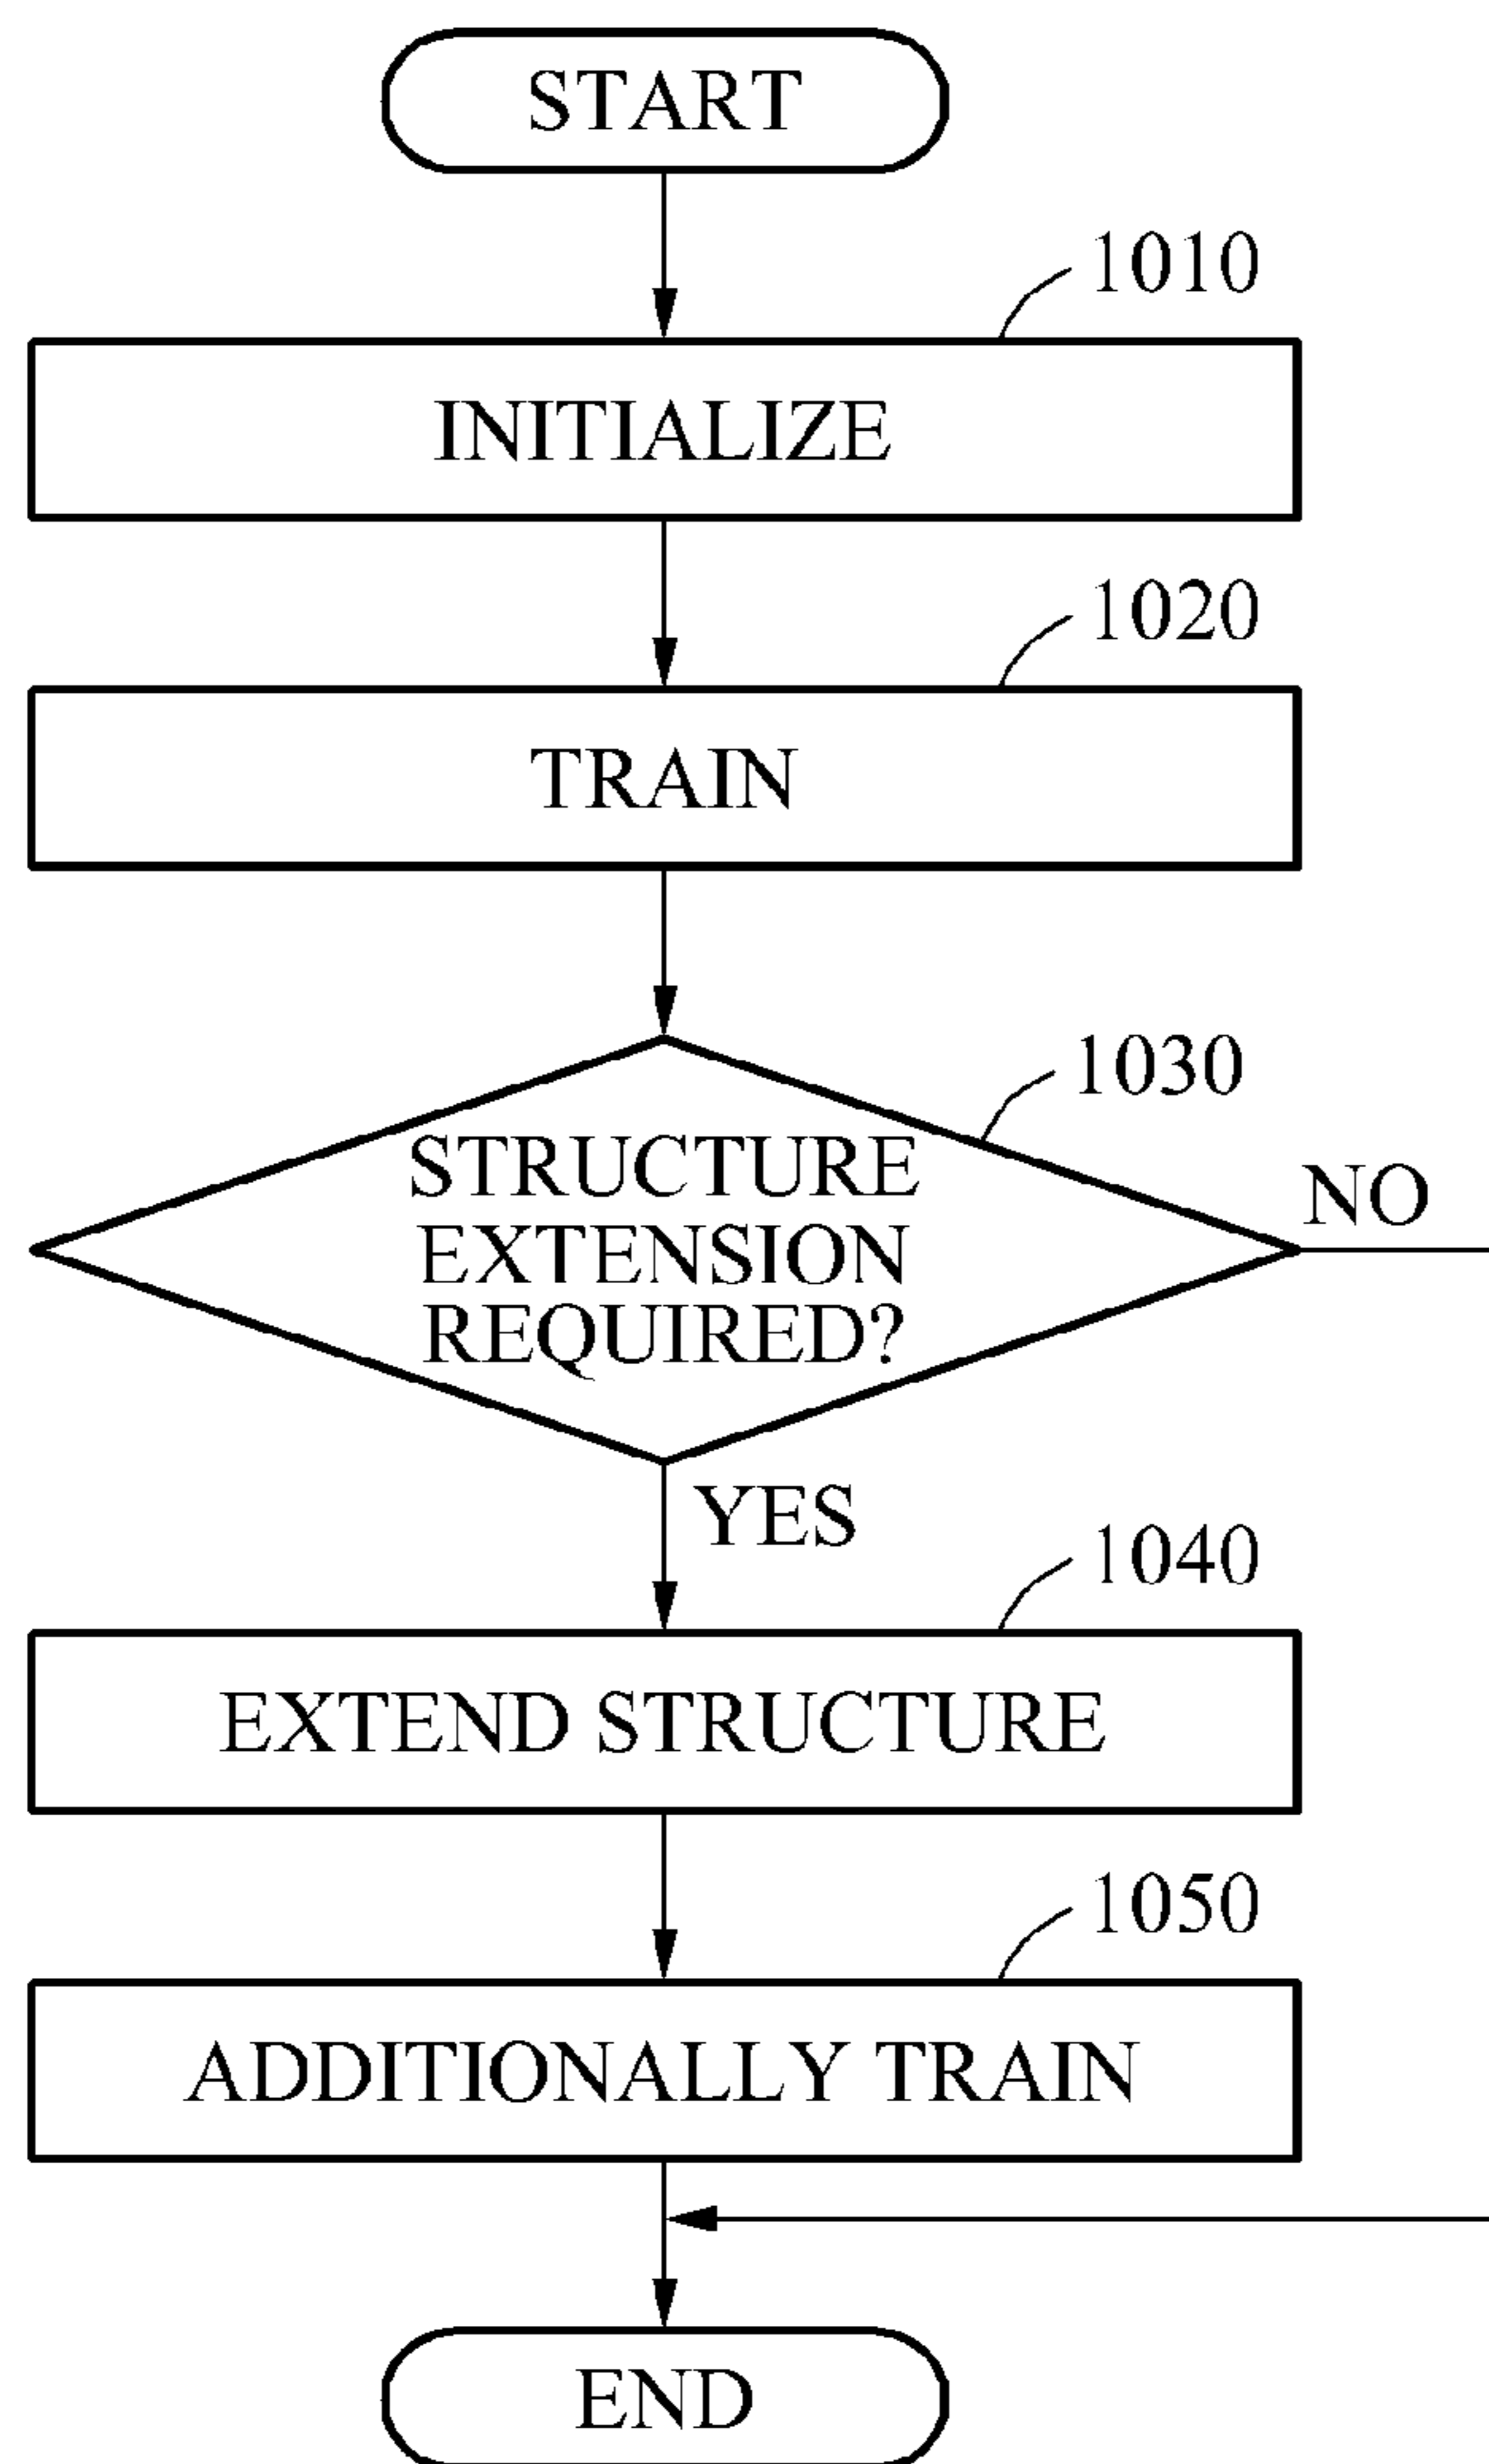 START
1010
INITIALIZE
1020
TRAIN
1030
STRUCTURE
EXTENSION
REQUIRED?
NO
YES
1040
EXTEND STRUCTURE
1050
ADDITIONALLY TRAIN
END